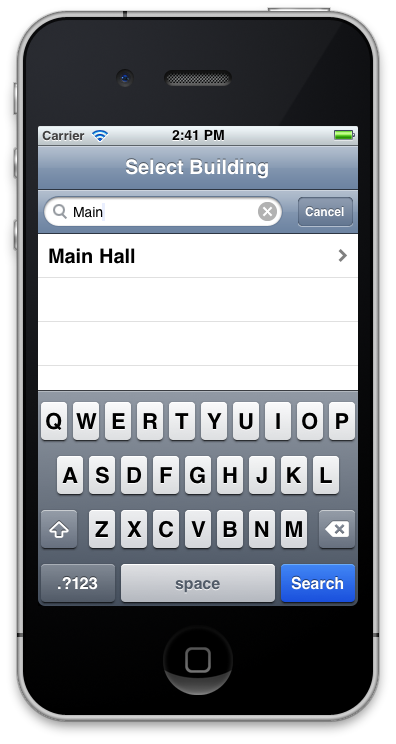 Carrier 2:41 PM
Select Building
Main Cancel
Main Hall
Q W E R T Y U I O P
A S D F G H J K L
Z X C V B N M
.?123 space Search